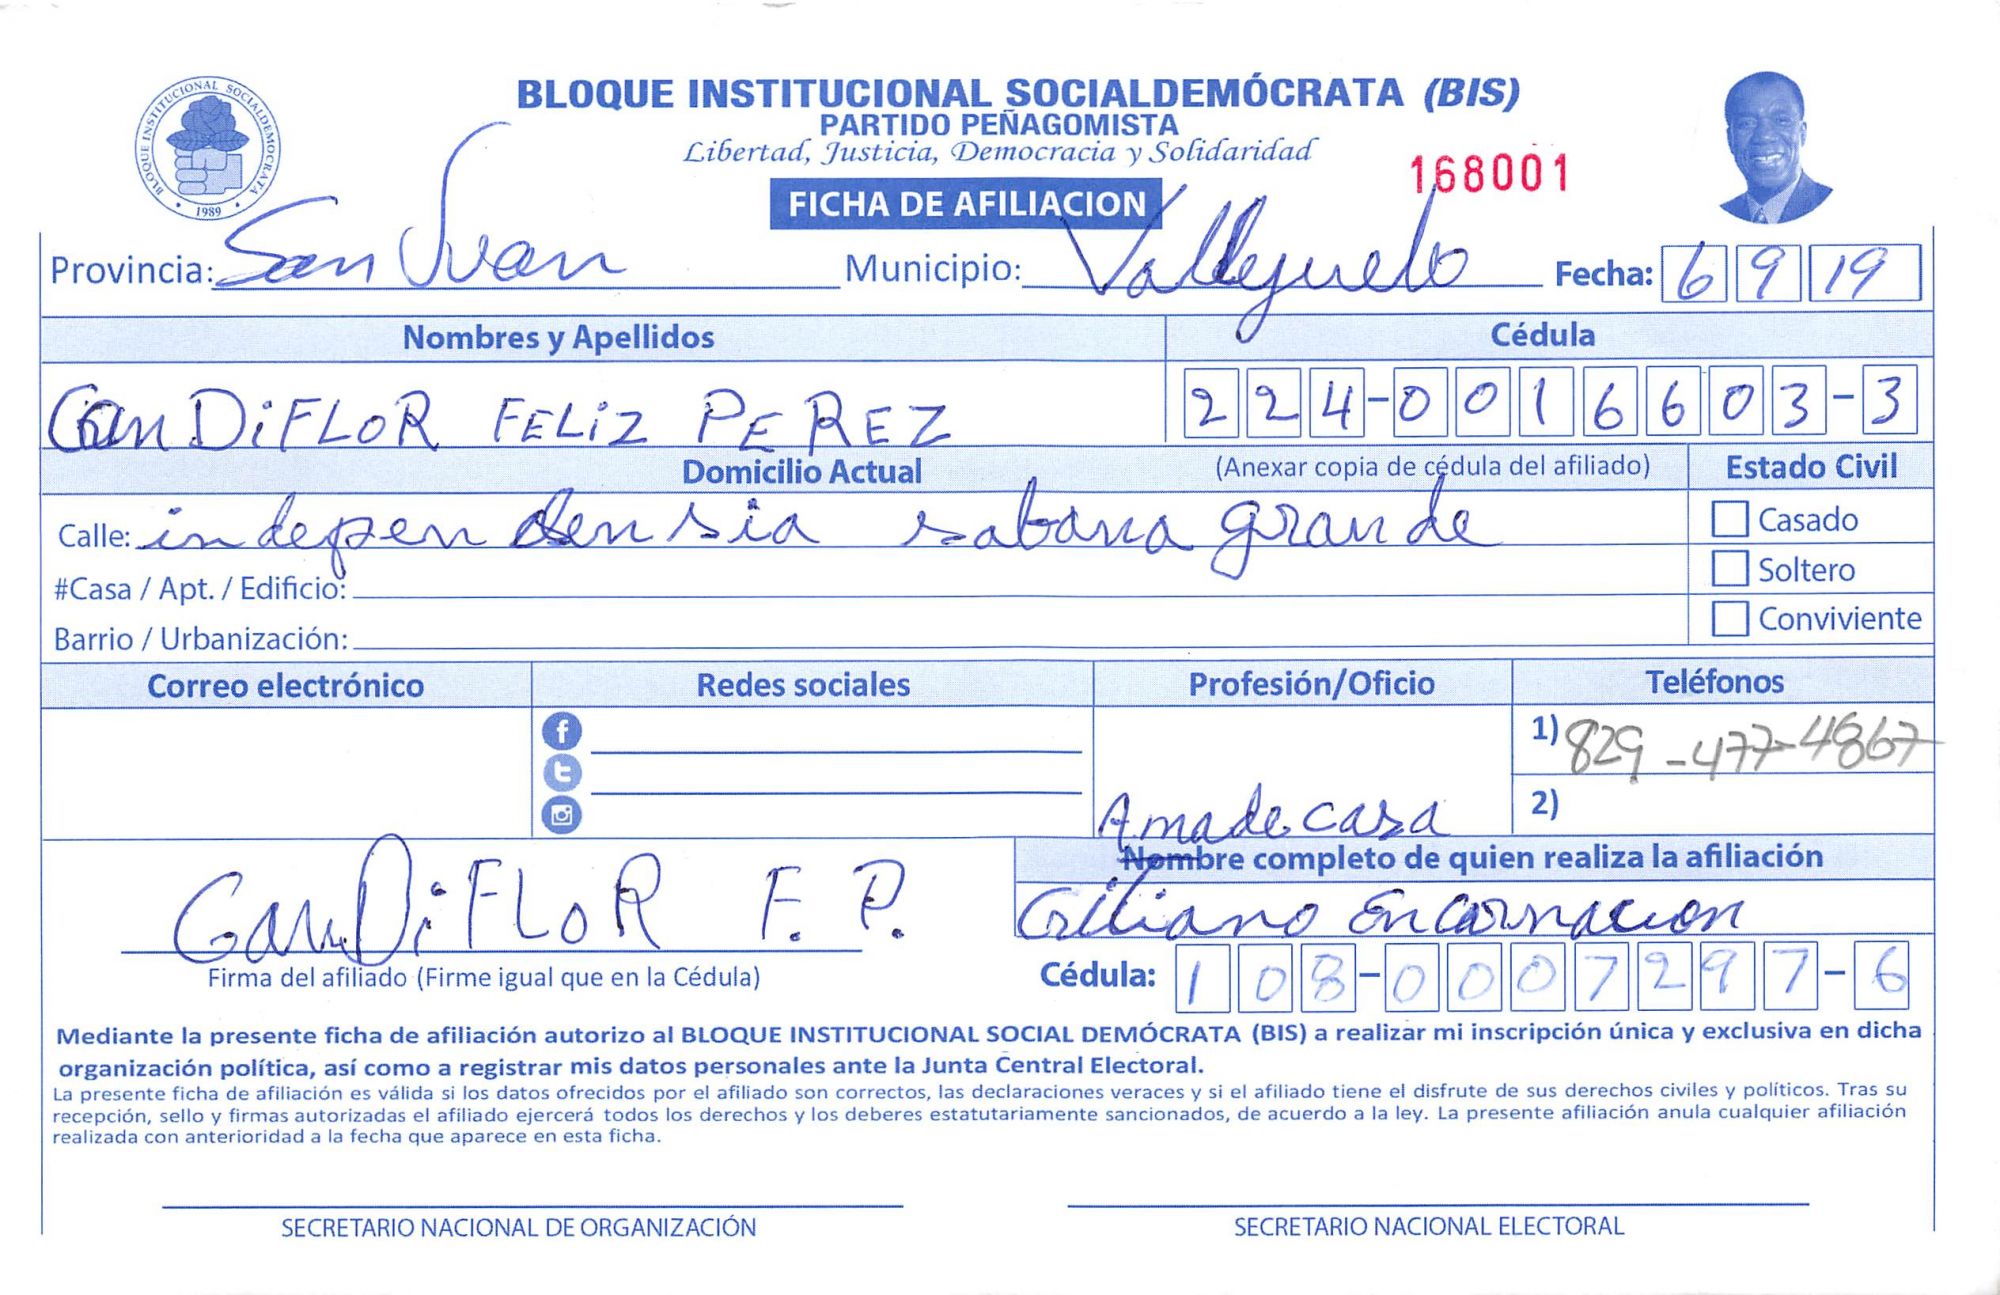 BLOQUE INSTITUCIONAL SOCIALDEMÓCRATA (BIS)
PARTIDO PEÑAGOMISTA
Libertad, Justicia, Democracia y Solidaridad
BLOQUE INSTITUCIONAL SOCIALDEMOCRATA
1989
168001
FICHA DE AFILIACION
Provincia: San Juan Municipio: Vallejuelo Fecha: 6 9 19
Nombres y Apellidos Cédula
CanDiFLOR FELiZ PEREZ 224-0016603-3
Domicilio Actual (Anexar copia de cédula del afiliado) Estado Civil
Calle: independensia sabana grande Casado
#Casa / Apt. / Edificio: Soltero
Barrio / Urbanización: Conviviente
Correo electrónico Redes sociales Profesión/Oficio Teléfonos
1) 829-477-4867
Amadecasa 2)
Nombre completo de quien realiza la afiliación
CanDiFLOR F. P. Encarnacion
Firma del afiliado (Firme igual que en la Cédula) Cédula: 108-0007297-6
Mediante la presente ficha de afiliación autorizo al BLOQUE INSTITUCIONAL SOCIAL DEMÓCRATA (BIS) a realizar mi inscripción única y exclusiva en dicha
organización política, así como a registrar mis datos personales ante la Junta Central Electoral.
La presente ficha de afiliación es válida si los datos ofrecidos por el afiliado son correctos, las declaraciones veraces y si el afiliado tiene el disfrute de sus derechos civiles y políticos. Tras su
recepción, sello y firmas autorizadas el afiliado ejercerá todos los derechos y los deberes estatutariamente sancionados, de acuerdo a la ley. La presente afiliación anula cualquier afiliación
realizada con anterioridad a la fecha que aparece en esta ficha.
SECRETARIO NACIONAL DE ORGANIZACIÓN SECRETARIO NACIONAL ELECTORAL